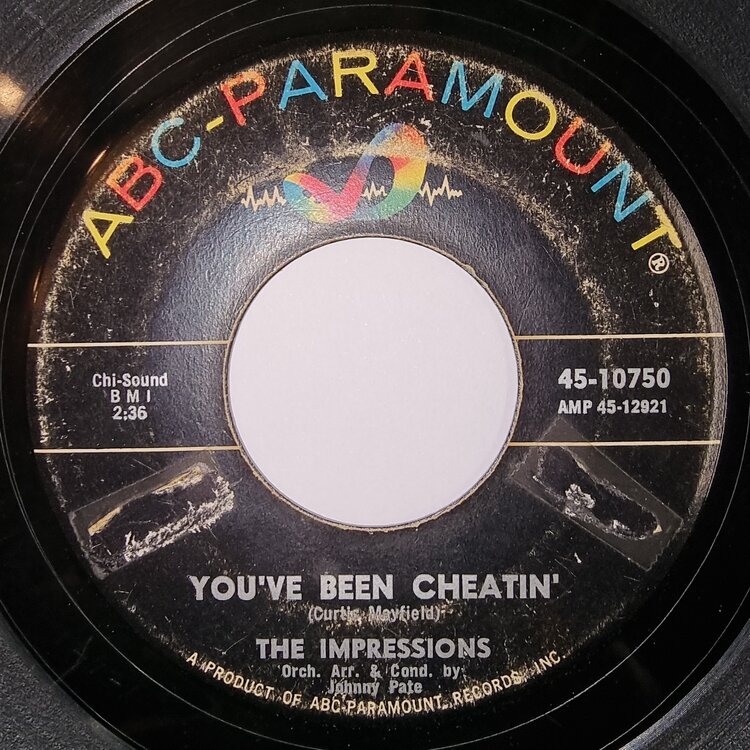 ABC-PARAMOUNT®
Chi-Sound
B M I
2:36
45-10750
AMP 45-12921
YOU'VE BEEN CHEATIN'
(Curtis Mayfield)
THE IMPRESSIONS
Orch. Arr. & Cond. by
Johnny Pate
A PRODUCT OF ABC-PARAMOUNT RECORDS, INC.